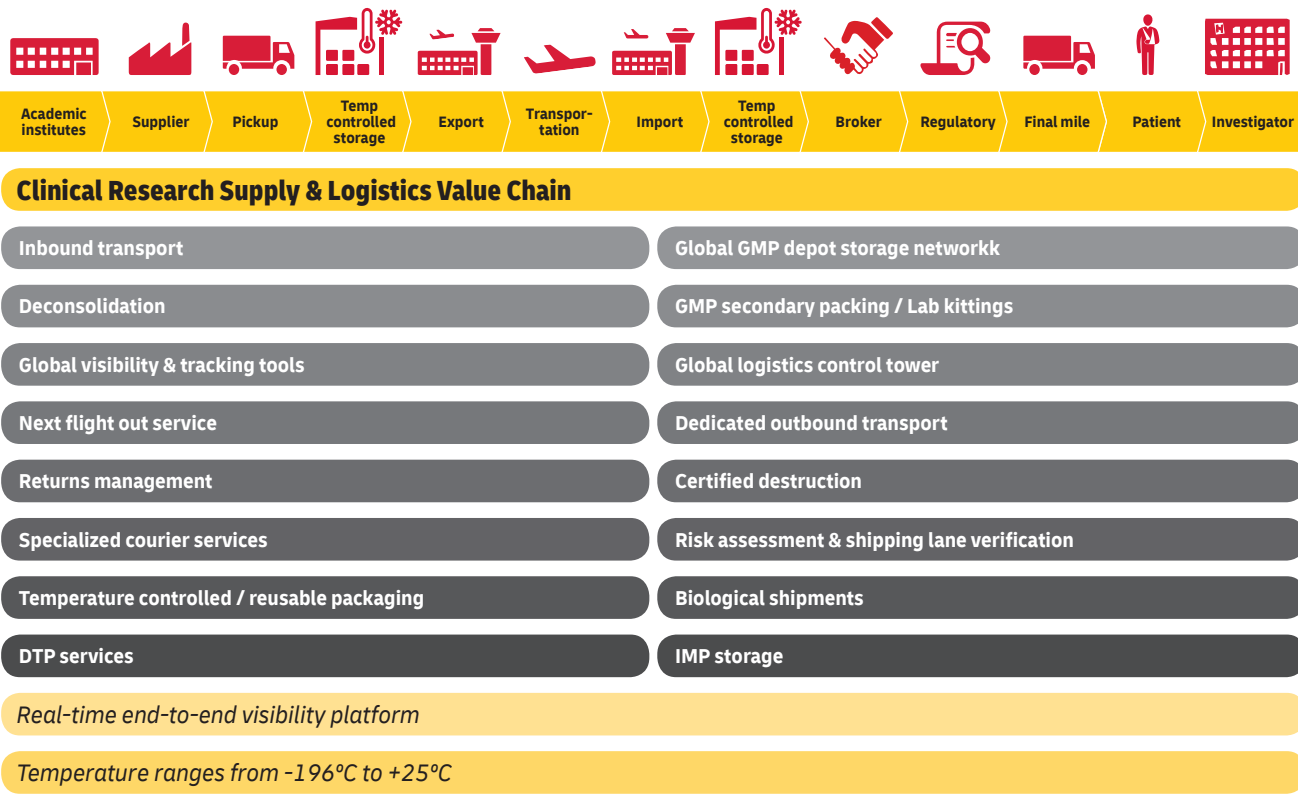 Academic
institutes
Supplier
Pickup
Temp
controlled
storage
Export
Transpor-
tation
Import
Temp
controlled
storage
Broker
Regulatory
Final mile
Patient
Investigator
Clinical Research Supply & Logistics Value Chain
Inbound transport
Global GMP depot storage networkk
Deconsolidation
GMP secondary packing / Lab kittings
Global visibility & tracking tools
Global logistics control tower
Next flight out service
Dedicated outbound transport
Returns management
Certified destruction
Specialized courier services
Risk assessment & shipping lane verification
Temperature controlled / reusable packaging
Biological shipments
DTP services
IMP storage
Real-time end-to-end visibility platform
Temperature ranges from -196ºC to +25ºC